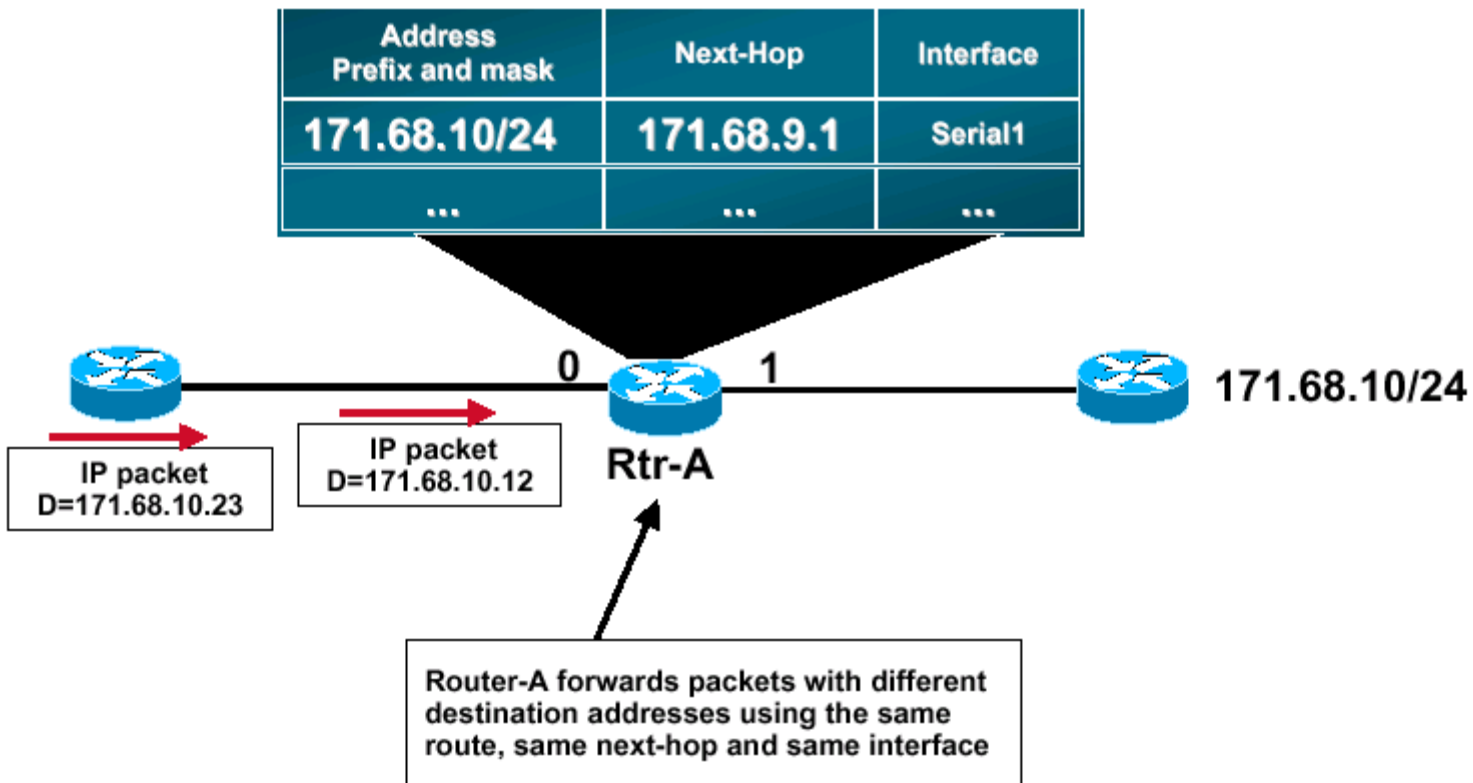 Address
Prefix and mask
Next-Hop
Interface
171.68.10/24
171.68.9.1
Serial1
...
...
...
0
1
171.68.10/24
IP packet
D=171.68.10.23
IP packet
D=171.68.10.12
Rtr-A
Router-A forwards packets with different
destination addresses using the same
route, same next-hop and same interface